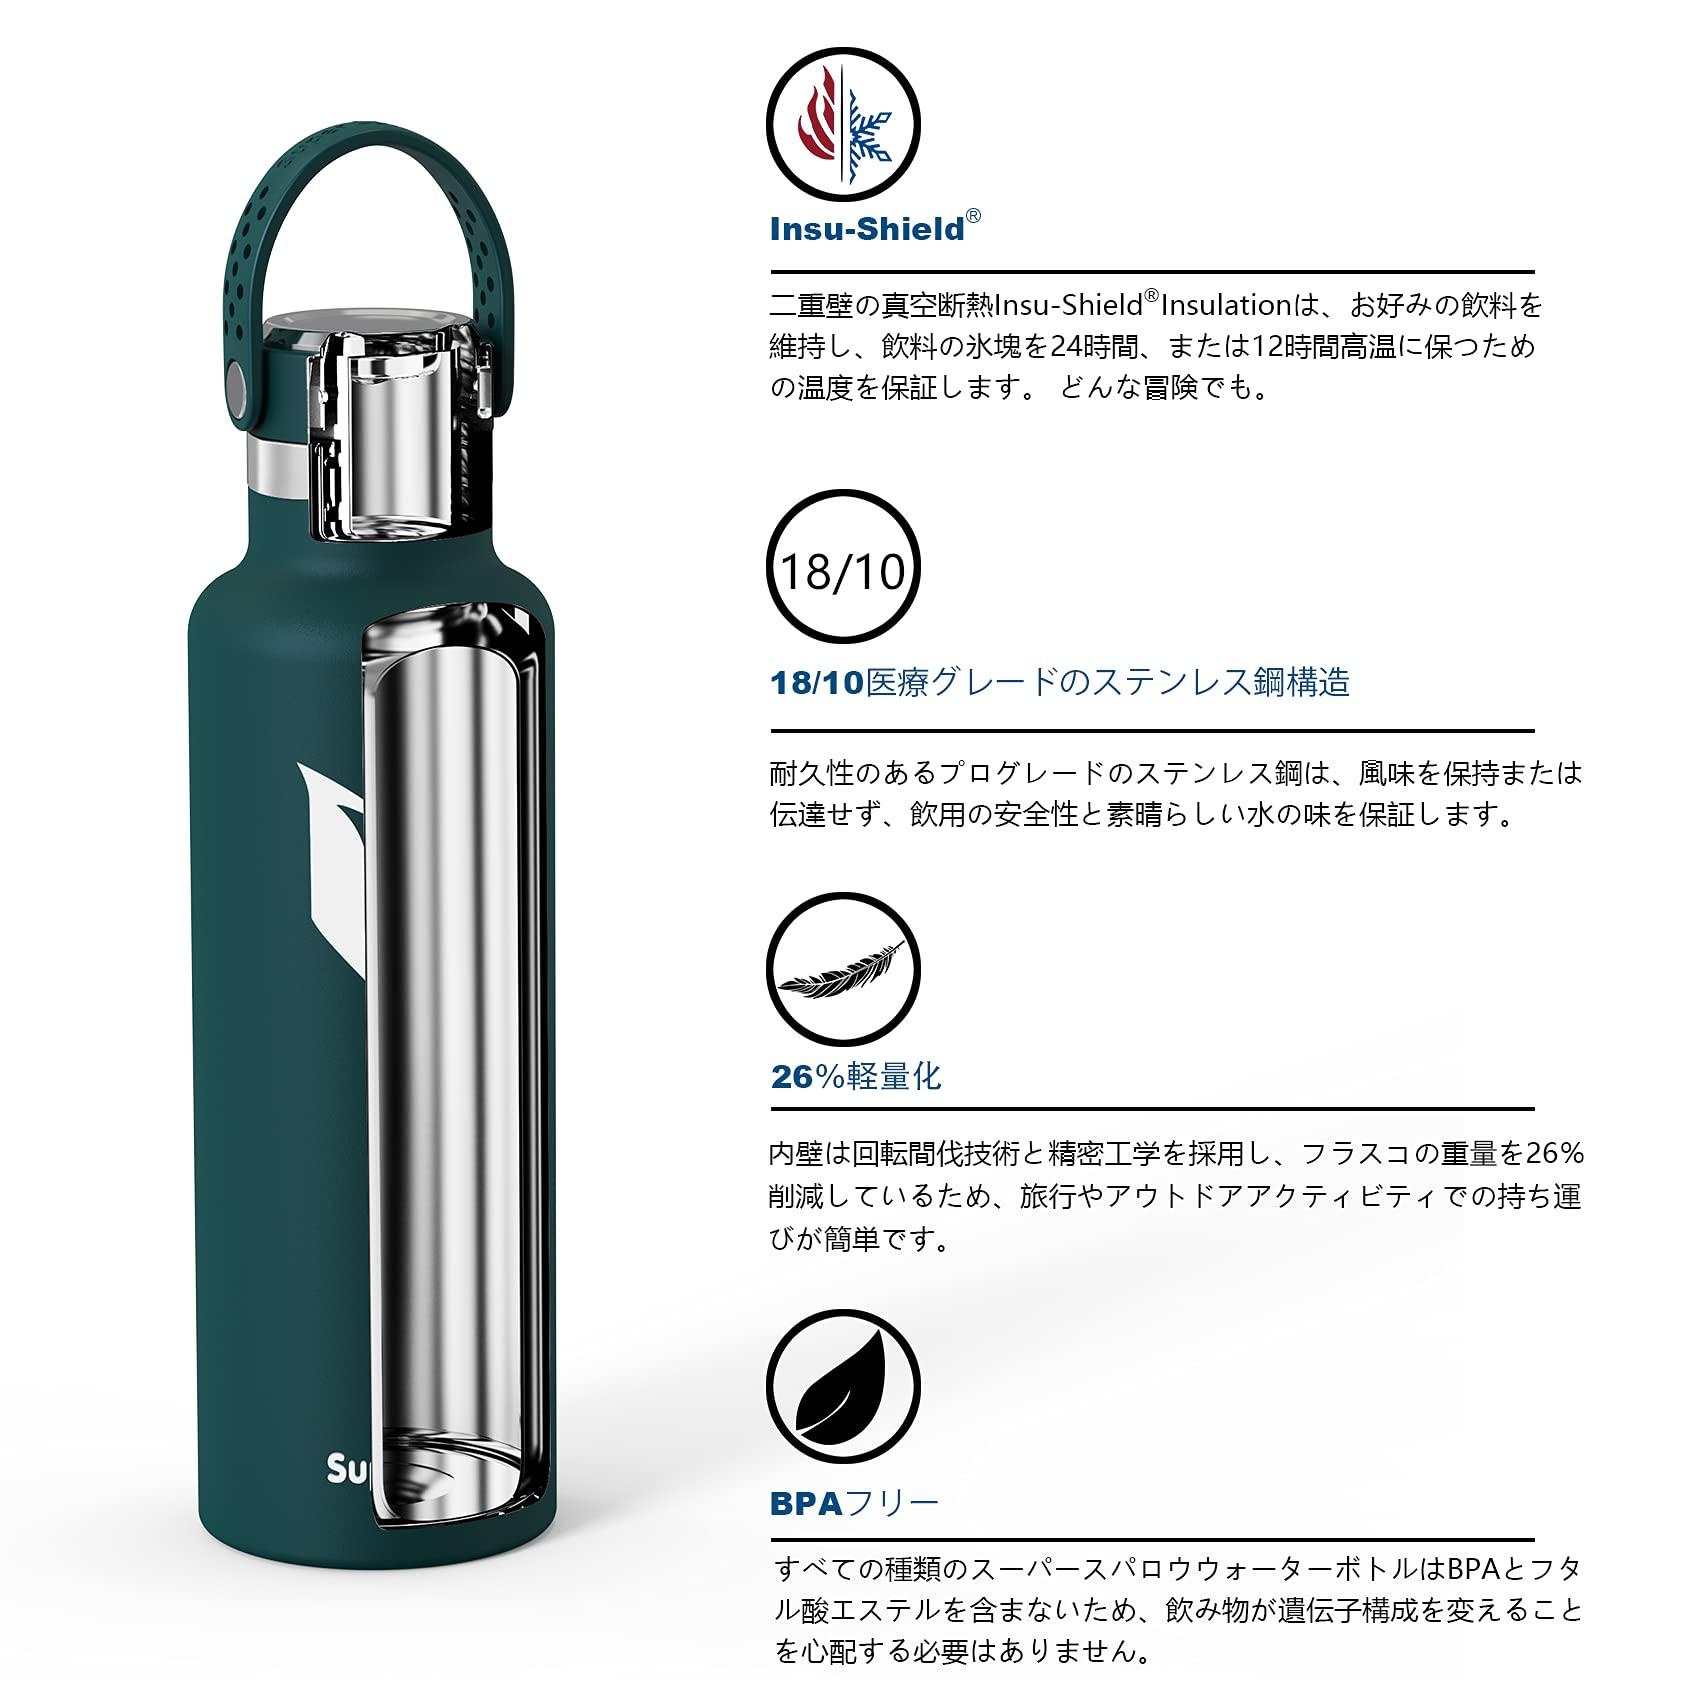 Insu-Shield®
二重壁の真空断熱Insu-Shield®Insulationは、お好みの飲料を
維持し、飲料の氷塊を24時間、または12時間高温に保つため
の温度を保証します。 どんな冒険でも。
18/10
18/10医療グレードのステンレス鋼構造
耐久性のあるプログレードのステンレス鋼は、風味を保持または
伝達せず、飲用の安全性と素晴らしい水の味を保証します。
26%軽量化
内壁は回転間伐技術と精密工学を採用し、フラスコの重量を26%
削減しているため、旅行やアウトドアアクティビティでの持ち運
びが簡単です。
BPAフリー
すべての種類のスーパースパロウウォーターボトルはBPAとフタ
ル酸エステルを含まないため、飲み物が遺伝子構成を変えること
を心配する必要はありません。
Sup